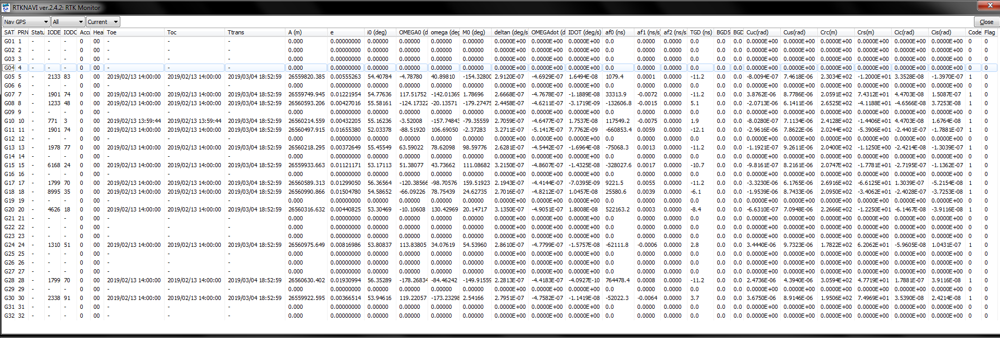 RTKNAVI ver.2.4.2: RTK Monitor
Nav GPS All Current Close
SAT PRN Statu IODE IODC Accu Hea Toe Toc Ttrans A (m) e i0 (deg) OMEGA0 (d omega (deg M0 (deg) deltan (deg/s OMEGAdot (d IDOT (deg/s) af0 (ns) af1 (ns/s) af2 (ns/s TGD (ns) BGD5 BGD Cuc(rad) Cus(rad) Crc(m) Crs(m) Cic(rad) Cis(rad) Code Flag
G01 1 - - - 0 00 - - - 0.000 0.00000000 0.00000 0.00000 0.00000 0.00000 0.0000E+00 0.0000E+00 0.0000E+00 0.0 0.0000 0.0000 0.0 0.0 0.0 0.0000E+00 0.0000E+00 0.0000E+00 0.0000E+00 0.0000E+00 0.0000E+00 0 0
G02 2 - - - 0 00 - - - 0.000 0.00000000 0.00000 0.00000 0.00000 0.00000 0.0000E+00 0.0000E+00 0.0000E+00 0.0 0.0000 0.0000 0.0 0.0 0.0 0.0000E+00 0.0000E+00 0.0000E+00 0.0000E+00 0.0000E+00 0.0000E+00 0 0
G03 3 - - - 0 00 - - - 0.000 0.00000000 0.00000 0.00000 0.00000 0.00000 0.0000E+00 0.0000E+00 0.0000E+00 0.0 0.0000 0.0000 0.0 0.0 0.0 0.0000E+00 0.0000E+00 0.0000E+00 0.0000E+00 0.0000E+00 0.0000E+00 0 0
G04 4 - - - 0 00 - - - 0.000 0.00000000 0.00000 0.00000 0.00000 0.00000 0.0000E+00 0.0000E+00 0.0000E+00 0.0 0.0000 0.0000 0.0 0.0 0.0 0.0000E+00 0.0000E+00 0.0000E+00 0.0000E+00 0.0000E+00 0.0000E+00 0 0
G05 5 - 2133 83 0 00 2019/02/13 14:00:00 2019/02/13 14:00:00 2019/03/04 18:52:59 26559820.385 0.00555263 54.40784 -4.78780 40.89810 -154.32800 2.9120E-07 -4.6929E-07 1.6494E-08 1079.4 0.0001 0.0000 -11.2 0.0 0.0 -8.0094E-07 7.4618E-06 2.3034E+02 -1.2000E+01 3.3528E-08 -1.3970E-07 1 0
G06 6 - - - 0 00 - - - 0.000 0.00000000 0.00000 0.00000 0.00000 0.00000 0.0000E+00 0.0000E+00 0.0000E+00 0.0 0.0000 0.0000 0.0 0.0 0.0 0.0000E+00 0.0000E+00 0.0000E+00 0.0000E+00 0.0000E+00 0.0000E+00 0 0
G07 7 - 1901 74 0 00 2019/02/13 14:00:00 2019/02/13 14:00:00 2019/03/04 18:52:59 26559749.945 0.01221954 54.77636 117.51752 -142.01369 1.78696 2.6668E-07 -4.7678E-07 -1.1889E-08 33313.9 -0.0072 0.0000 -11.2 0.0 0.0 3.8762E-06 8.7786E-06 2.0591E+02 7.4312E+01 4.4703E-08 1.5087E-07 1 0
G08 8 - 1233 48 0 00 2019/02/13 14:00:00 2019/02/13 14:00:00 2019/03/04 18:52:59 26560593.206 0.00427016 55.58161 -124.17322 -20.13571 -179.27475 2.4458E-07 -4.6211E-07 -3.1719E-09 -132606.8 -0.0015 0.0000 5.1 0.0 0.0 -2.0713E-06 6.1411E-06 2.6525E+02 -4.1188E+01 -4.6566E-08 3.7253E-08 1 0
G09 9 - - - 0 00 - - - 0.000 0.00000000 0.00000 0.00000 0.00000 0.00000 0.0000E+00 0.0000E+00 0.0000E+00 0.0 0.0000 0.0000 0.0 0.0 0.0 0.0000E+00 0.0000E+00 0.0000E+00 0.0000E+00 0.0000E+00 0.0000E+00 0 0
G10 10 - 771 3 0 00 2019/02/13 13:59:44 2019/02/13 13:59:44 2019/03/04 18:52:59 26560214.559 0.00432205 55.16236 -3.52008 -157.74843 -79.35559 2.7059E-07 -4.6477E-07 1.7537E-08 117549.2 -0.0075 0.0000 1.9 0.0 0.0 -8.0280E-07 7.1134E-06 2.4128E+02 -1.4406E+01 4.4703E-08 1.6764E-08 1 0
G11 11 - 1901 74 0 00 2019/02/13 14:00:00 2019/02/13 14:00:00 2019/03/04 18:52:59 26560497.915 0.01655380 52.03378 -88.51920 106.69050 -2.37283 3.2711E-07 -5.1417E-07 7.7762E-09 -660853.4 0.0059 0.0000 -12.1 0.0 0.0 -2.9616E-06 7.8622E-06 2.0244E+02 -5.3906E+01 -2.4401E-07 -1.7881E-07 1 0
G12 12 - - - 0 00 - - - 0.000 0.00000000 0.00000 0.00000 0.00000 0.00000 0.0000E+00 0.0000E+00 0.0000E+00 0.0 0.0000 0.0000 0.0 0.0 0.0 0.0000E+00 0.0000E+00 0.0000E+00 0.0000E+00 0.0000E+00 0.0000E+00 0 0
G13 13 - 1978 77 0 00 2019/02/13 14:00:00 2019/02/13 14:00:00 2019/03/04 18:52:59 26560218.295 0.00372649 55.45549 63.59022 78.62098 98.59776 2.6281E-07 -4.5442E-07 -1.6964E-08 -75068.3 0.0013 0.0000 -11.2 0.0 0.0 -1.1921E-07 9.2611E-06 2.0400E+02 -1.1250E+01 -2.4214E-08 -1.3039E-07 1 0
G14 14 - - - 0 00 - - - 0.000 0.00000000 0.00000 0.00000 0.00000 0.00000 0.0000E+00 0.0000E+00 0.0000E+00 0.0 0.0000 0.0000 0.0 0.0 0.0 0.0000E+00 0.0000E+00 0.0000E+00 0.0000E+00 0.0000E+00 0.0000E+00 0 0
G15 15 - 6168 24 0 00 2019/02/13 14:00:00 2019/02/13 14:00:00 2019/03/04 18:52:59 26559933.663 0.01121171 53.17113 51.38077 43.73662 111.08682 3.2150E-07 -4.8607E-07 -1.4325E-08 -328027.6 0.0017 0.0000 -10.7 0.0 0.0 -9.8161E-07 8.2161E-06 2.0747E+02 -1.7781E+01 -2.7195E-07 -1.1362E-07 1 0
G16 16 - - - 0 00 - - - 0.000 0.00000000 0.00000 0.00000 0.00000 0.00000 0.0000E+00 0.0000E+00 0.0000E+00 0.0 0.0000 0.0000 0.0 0.0 0.0 0.0000E+00 0.0000E+00 0.0000E+00 0.0000E+00 0.0000E+00 0.0000E+00 0 0
G17 17 - 1799 70 0 00 2019/02/13 14:00:00 2019/02/13 14:00:00 2019/03/04 18:52:59 26560589.313 0.01299050 56.36564 -120.38566 -98.70576 159.51923 2.1943E-07 -4.4144E-07 -7.0395E-09 9221.5 0.0055 0.0000 -11.2 0.0 0.0 -3.3230E-06 6.1765E-06 2.6916E+02 -6.6125E+01 1.3039E-07 -5.2154E-08 1 0
G18 18 - 8995 35 0 00 2019/02/13 14:00:00 2019/02/13 14:00:00 2019/03/04 18:52:59 26560990.866 0.01504780 54.58652 -66.09226 78.75439 24.62735 2.7016E-07 -4.8212E-07 1.0457E-08 25580.6 0.0039 0.0000 -6.1 0.0 0.0 -1.9539E-06 8.7433E-06 2.0950E+02 -3.4062E+01 -2.4028E-07 -3.7253E-08 1 0
G19 19 - - - 0 00 - - - 0.000 0.00000000 0.00000 0.00000 0.00000 0.00000 0.0000E+00 0.0000E+00 0.0000E+00 0.0 0.0000 0.0000 0.0 0.0 0.0 0.0000E+00 0.0000E+00 0.0000E+00 0.0000E+00 0.0000E+00 0.0000E+00 0 0
G20 20 - 4626 18 0 00 2019/02/13 14:00:00 2019/02/13 14:00:00 2019/03/04 18:52:59 26560316.632 0.00440825 53.30469 -10.10608 130.42969 20.14717 3.1350E-07 -4.9051E-07 1.8008E-08 522163.2 0.0003 0.0000 -8.4 0.0 0.0 -6.6310E-07 7.0948E-06 2.2666E+02 -1.2250E+01 -6.1467E-08 -3.9116E-08 1 0
G21 21 - - - 0 00 - - - 0.000 0.00000000 0.00000 0.00000 0.00000 0.00000 0.0000E+00 0.0000E+00 0.0000E+00 0.0 0.0000 0.0000 0.0 0.0 0.0 0.0000E+00 0.0000E+00 0.0000E+00 0.0000E+00 0.0000E+00 0.0000E+00 0 0
G22 22 - - - 0 00 - - - 0.000 0.00000000 0.00000 0.00000 0.00000 0.00000 0.0000E+00 0.0000E+00 0.0000E+00 0.0 0.0000 0.0000 0.0 0.0 0.0 0.0000E+00 0.0000E+00 0.0000E+00 0.0000E+00 0.0000E+00 0.0000E+00 0 0
G23 23 - - - 0 00 - - - 0.000 0.00000000 0.00000 0.00000 0.00000 0.00000 0.0000E+00 0.0000E+00 0.0000E+00 0.0 0.0000 0.0000 0.0 0.0 0.0 0.0000E+00 0.0000E+00 0.0000E+00 0.0000E+00 0.0000E+00 0.0000E+00 0 0
G24 24 - 1310 51 0 00 2019/02/13 14:00:00 2019/02/13 14:00:00 2019/03/04 18:52:59 26560975.649 0.00816986 53.80837 113.83805 34.07619 54.53960 2.8610E-07 -4.7799E-07 -1.5757E-08 -62111.8 -0.0006 0.0000 2.8 0.0 0.0 3.4440E-06 9.7323E-06 1.7822E+02 6.2062E+01 -5.9605E-08 1.0431E-07 1 0
G25 25 - - - 0 00 - - - 0.000 0.00000000 0.00000 0.00000 0.00000 0.00000 0.0000E+00 0.0000E+00 0.0000E+00 0.0 0.0000 0.0000 0.0 0.0 0.0 0.0000E+00 0.0000E+00 0.0000E+00 0.0000E+00 0.0000E+00 0.0000E+00 0 0
G26 26 - - - 0 00 - - - 0.000 0.00000000 0.00000 0.00000 0.00000 0.00000 0.0000E+00 0.0000E+00 0.0000E+00 0.0 0.0000 0.0000 0.0 0.0 0.0 0.0000E+00 0.0000E+00 0.0000E+00 0.0000E+00 0.0000E+00 0.0000E+00 0 0
G27 27 - - - 0 00 - - - 0.000 0.00000000 0.00000 0.00000 0.00000 0.00000 0.0000E+00 0.0000E+00 0.0000E+00 0.0 0.0000 0.0000 0.0 0.0 0.0 0.0000E+00 0.0000E+00 0.0000E+00 0.0000E+00 0.0000E+00 0.0000E+00 0 0
G28 28 - 1799 70 0 00 2019/02/13 14:00:00 2019/02/13 14:00:00 2019/03/04 18:52:59 26560630.402 0.01930994 56.35289 -178.26834 -84.46242 -149.91559 2.2813E-07 -4.4183E-07 -4.0927E-10 764478.4 0.0008 0.0000 -11.2 0.0 0.0 2.4736E-06 4.3940E-06 3.0594E+02 4.7719E+01 1.7881E-07 3.9116E-08 1 0
G29 29 - - - 0 00 - - - 0.000 0.00000000 0.00000 0.00000 0.00000 0.00000 0.0000E+00 0.0000E+00 0.0000E+00 0.0 0.0000 0.0000 0.0 0.0 0.0 0.0000E+00 0.0000E+00 0.0000E+00 0.0000E+00 0.0000E+00 0.0000E+00 0 0
G30 30 - 2338 91 0 00 2019/02/13 14:00:00 2019/02/13 14:00:00 2019/03/04 18:52:59 26559922.595 0.00366514 53.94616 119.22057 -173.23298 2.54166 2.7951E-07 -4.7582E-07 -1.1419E-08 -52022.3 -0.0064 0.0000 3.7 0.0 0.0 3.6750E-06 8.9146E-06 1.9506E+02 7.4969E+01 3.5390E-08 2.4214E-08 1 0
G31 31 - - - 0 00 - - - 0.000 0.00000000 0.00000 0.00000 0.00000 0.00000 0.0000E+00 0.0000E+00 0.0000E+00 0.0 0.0000 0.0000 0.0 0.0 0.0 0.0000E+00 0.0000E+00 0.0000E+00 0.0000E+00 0.0000E+00 0.0000E+00 0 0
G32 32 - - - 0 00 - - - 0.000 0.00000000 0.00000 0.00000 0.00000 0.00000 0.0000E+00 0.0000E+00 0.0000E+00 0.0 0.0000 0.0000 0.0 0.0 0.0 0.0000E+00 0.0000E+00 0.0000E+00 0.0000E+00 0.0000E+00 0.0000E+00 0 0